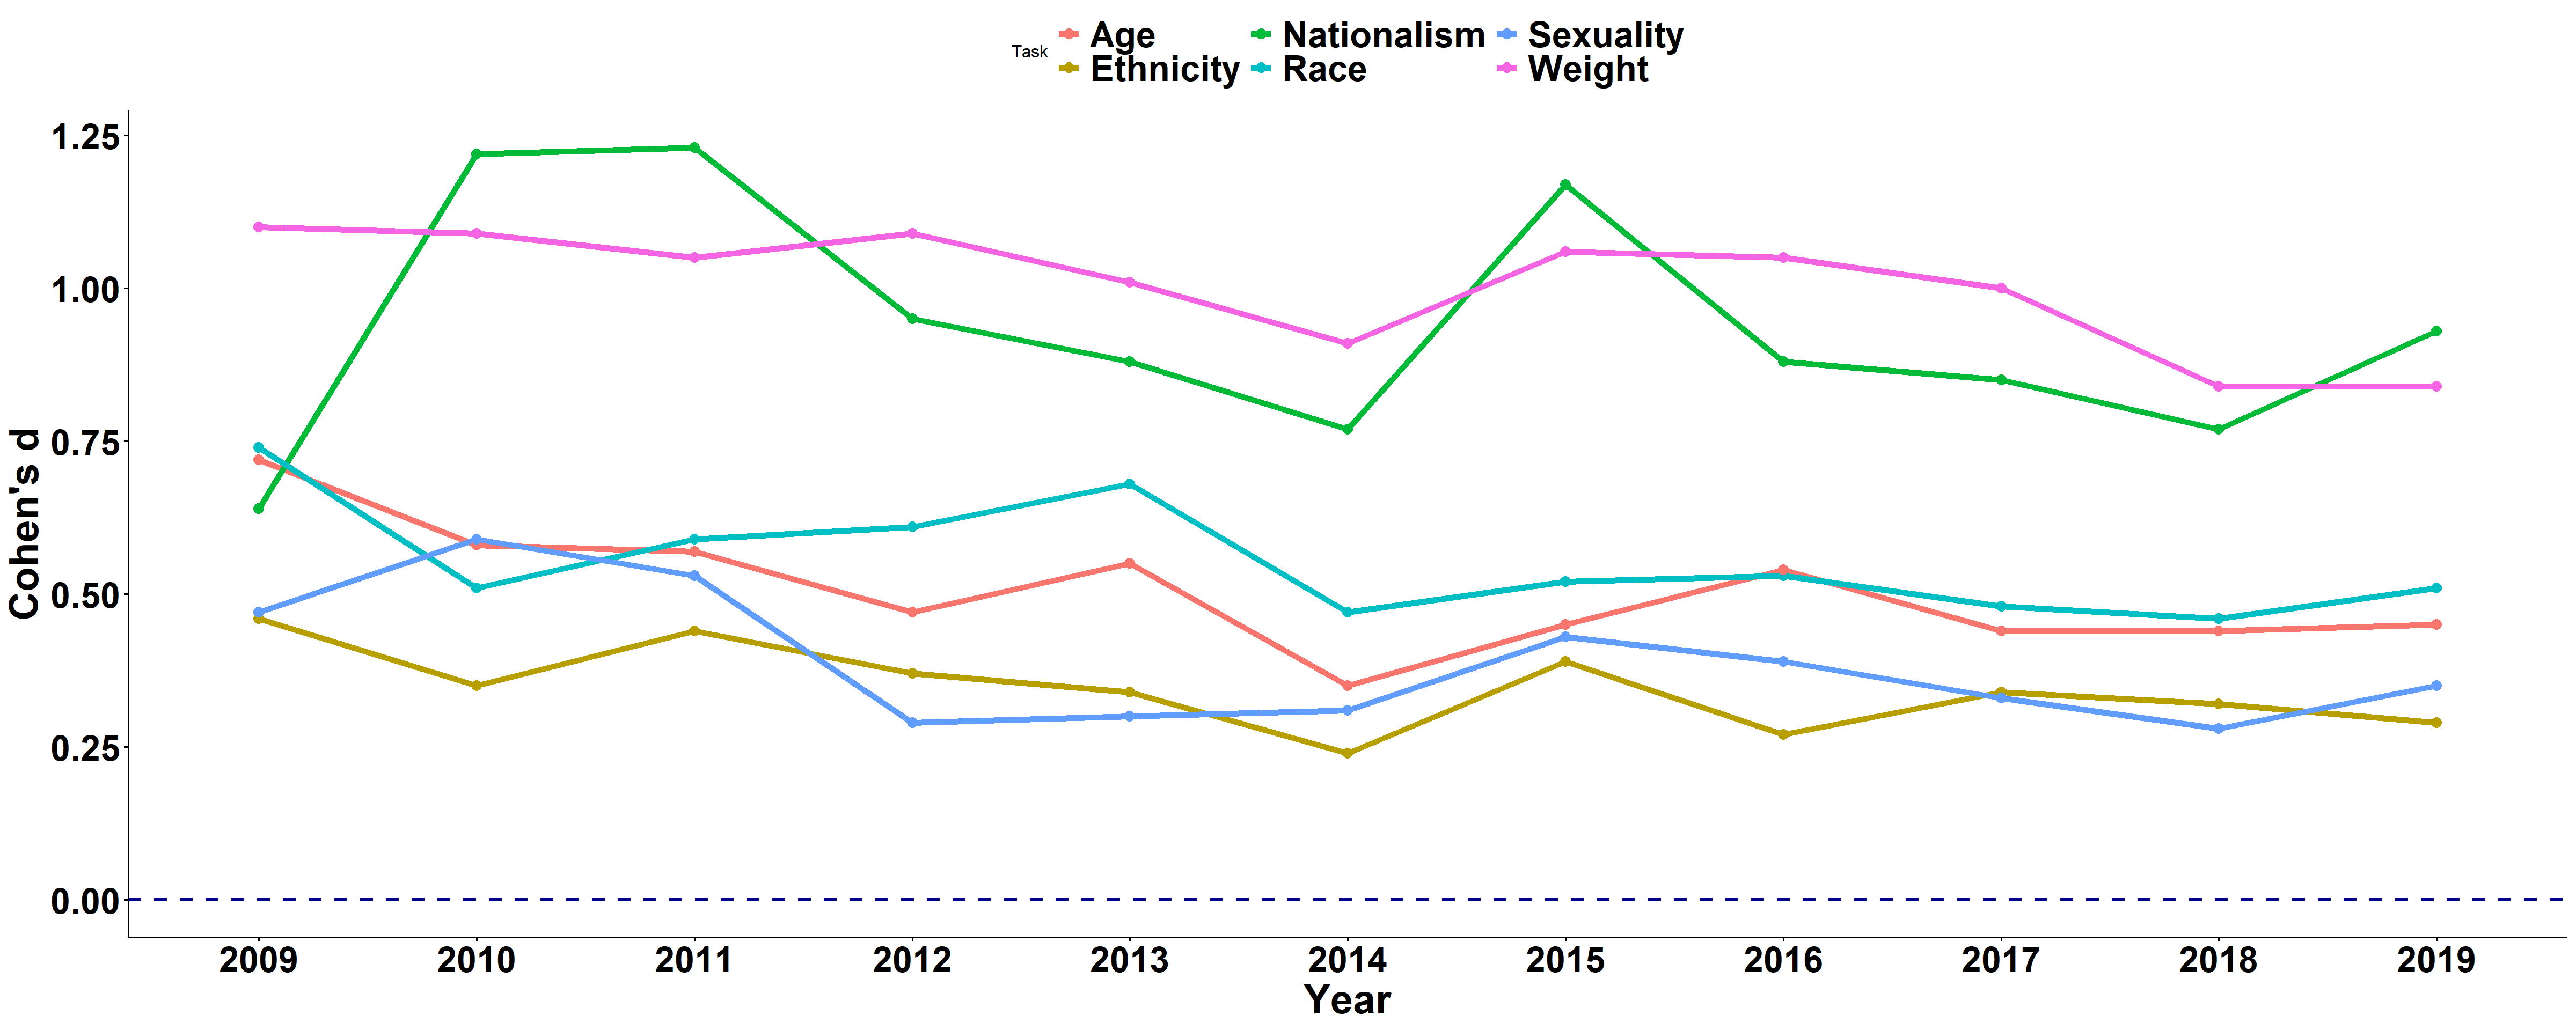 Task
Age Nationalism Sexuality
Ethnicity Race Weight
Cohen's d
1.25
1.00
0.75
0.50
0.25
0.00
2009 2010 2011 2012 2013 2014 2015 2016 2017 2018 2019
Year